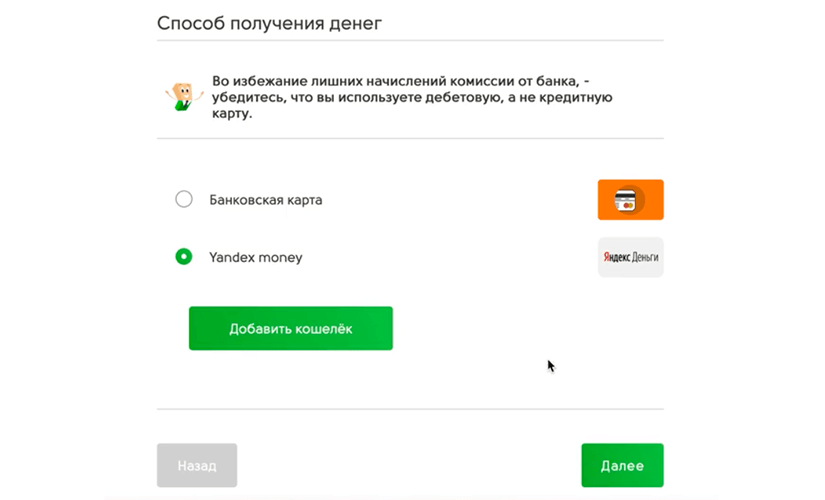 Способ получения денег
Во избежание лишних начислений комиссии от банка, -
убедитесь, что вы используете дебетовую, а не кредитную
карту.
Банковская карта
Yandex money
Яндекс Деньги
Добавить кошелёк
Назад
Далее